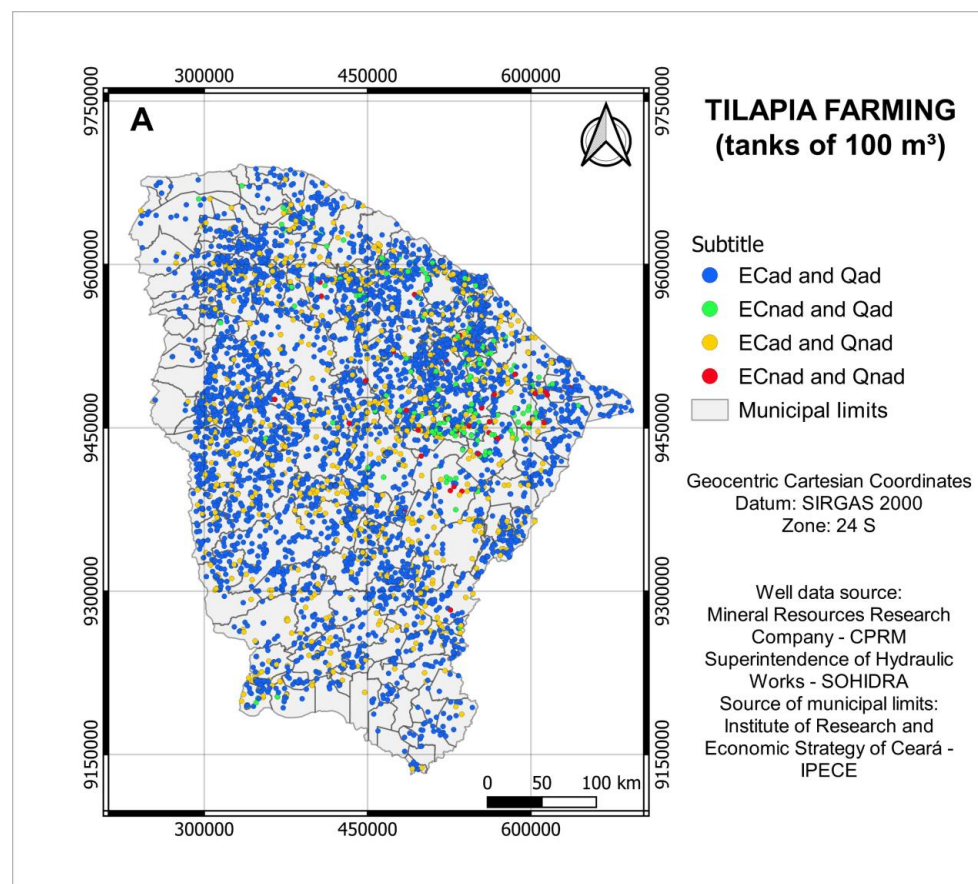 300000 450000 600000
9750000 9750000
A
TILAPIA FARMING
(tanks of 100 m³)
Subtitle
ECad and Qad
ECnad and Qad
ECad and Qnad
ECnad and Qnad
Municipal limits
9600000 9600000
9450000 9450000
Geocentric Cartesian Coordinates
Datum: SIRGAS 2000
Zone: 24 S
9300000 9300000
Well data source:
Mineral Resources Research
Company - CPRM
Superintendence of Hydraulic
Works - SOHIDRA
Source of municipal limits:
Institute of Research and
Economic Strategy of Ceará -
IPECE
9150000 9150000
0 50 100 km
300000 450000 600000